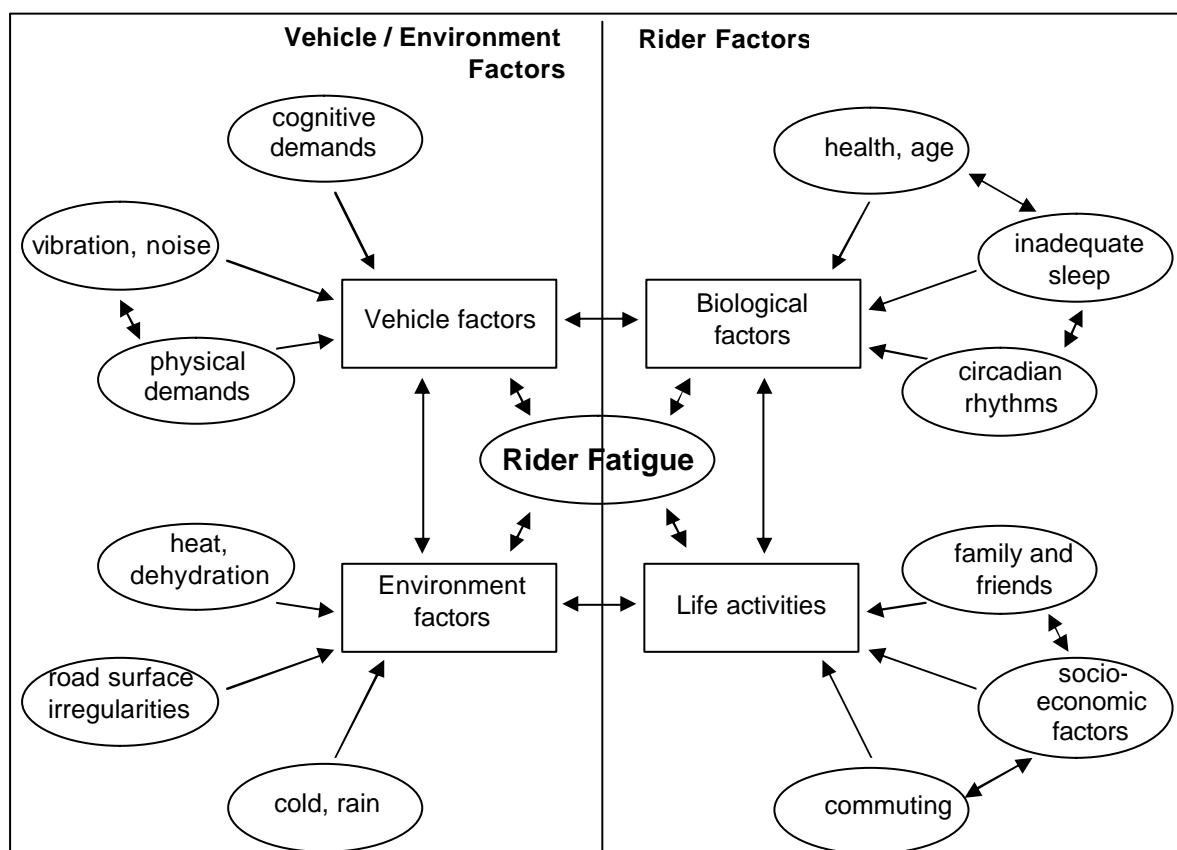 Vehicle / Environment
Factors
Rider Factors
cognitive
demands
health, age
vibration, noise
inadequate
sleep
Vehicle factors
Biological
factors
physical
demands
circadian
rhythms
Rider Fatigue
heat,
dehydration
family and
friends
Environment
factors
Life activities
road surface
irregularities
socio-
economic
factors
cold, rain
commuting